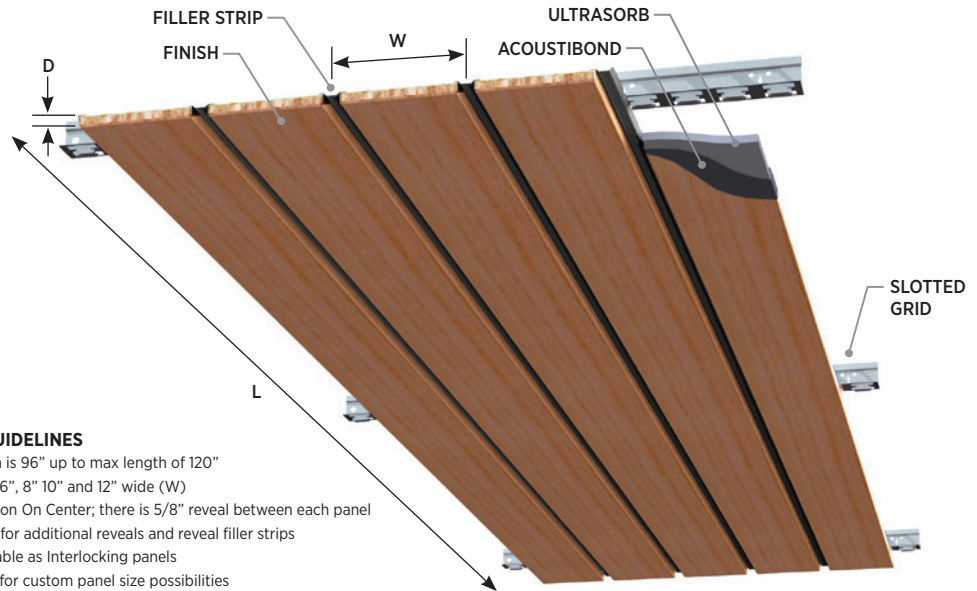 FILLER STRIP
FINISH
W
ULTRASORB
ACOUSTIBOND
D
SLOTTED
GRID
L
is 96” up to max length of 120”
6”, 8” 10” and 12” wide (W)
on On Center; there is 5/8” reveal between each panel
for additional reveals and reveal filler strips
as Interlocking panels
for custom panel size possibilities